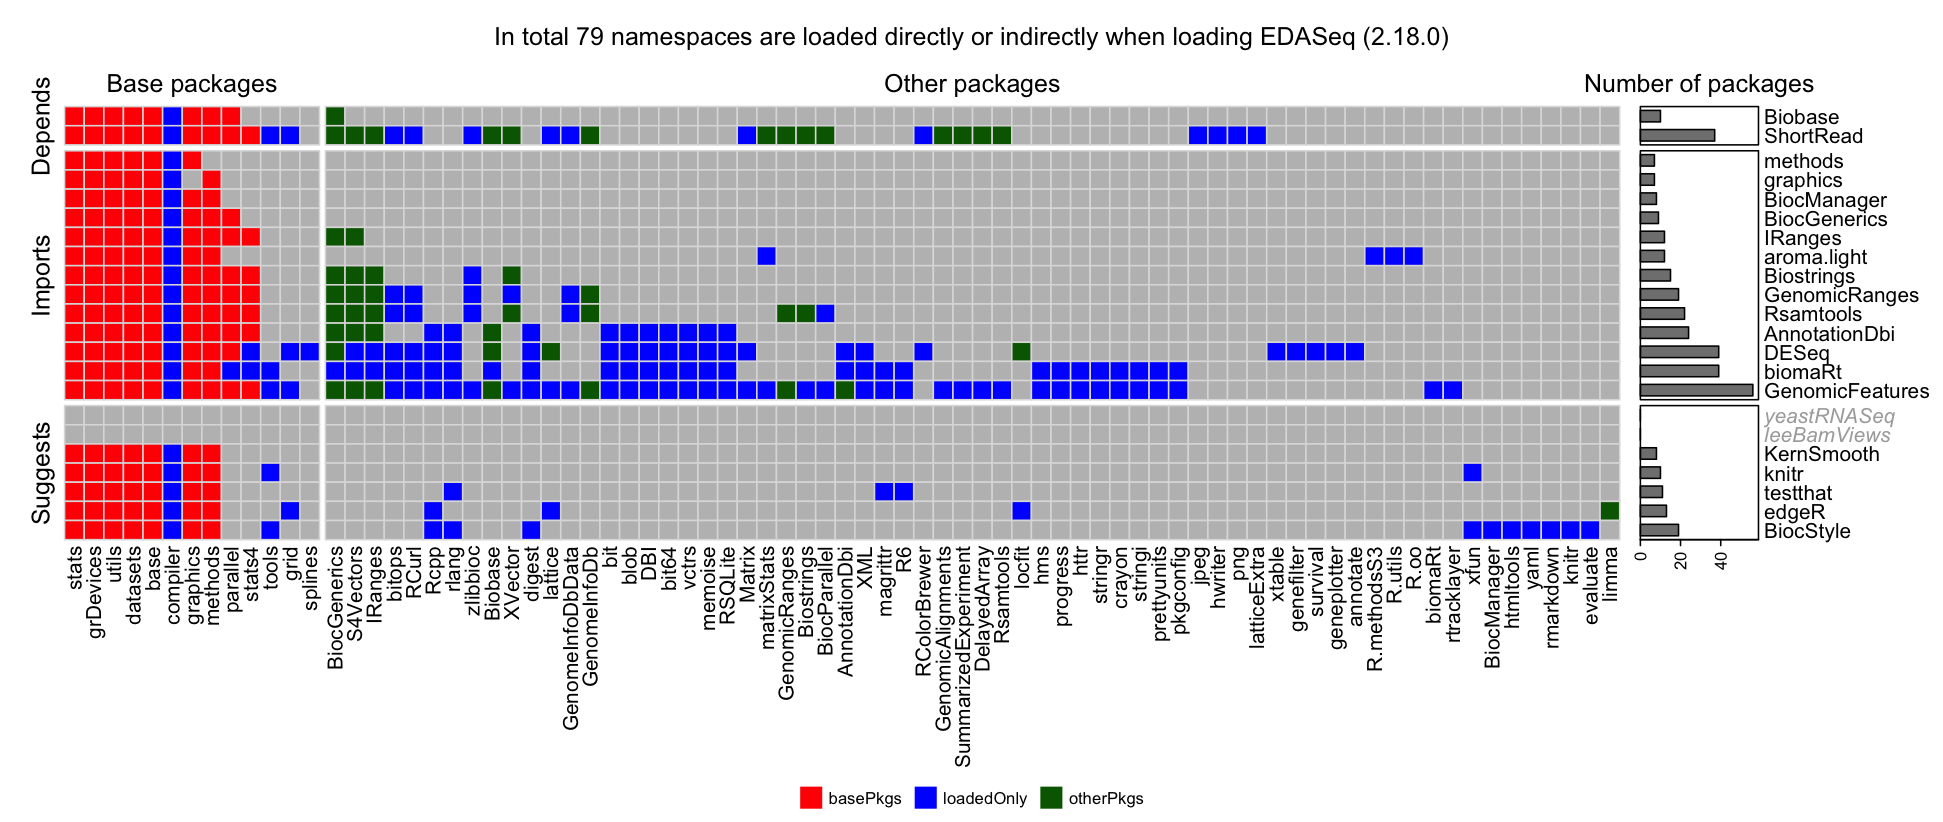 In total 79 namespaces are loaded directly or indirectly when loading EDASeq (2.18.0)
Base packages
Other packages
Number of packages
Depends
Biobase
ShortRead
Imports
methods
graphics
BiocManager
BiocGenerics
IRanges
aroma.light
Biostrings
GenomicRanges
Rsamtools
AnnotationDbi
DESeq
biomaRt
GenomicFeatures
Suggests
yeastRNASeq
leeBamViews
KernSmooth
knitr
testthat
edgeR
BiocStyle
0
20
40
stats
grDevices
utils
datasets
base
compiler
graphics
methods
parallel
stats4
tools
grid
splines
BiocGenerics
S4Vectors
IRanges
bitops
RCurl
Rcpp
rlang
zlibbioc
Biobase
XVector
digest
lattice
GenomeInfoDbData
GenomeInfoDb
bit
blob
DBI
bit64
vctrs
memoise
RSQLite
Matrix
matrixStats
GenomicRanges
Biostrings
BiocParallel
AnnotationDbi
XML
magrittr
R6
RColorBrewer
GenomicAlignments
SummarizedExperiment
DelayedArray
Rsamtools
locfit
hms
progress
httr
stringr
crayon
stringi
prettyunits
pkgconfig
jpeg
hwriter
png
latticeExtra
xtable
genefilter
survival
geneplotter
annotate
R.methodsS3
R.utils
R.oo
biomaRt
rtracklayer
xfun
BiocManager
htmltools
yaml
rmarkdown
knitr
evaluate
limma
basePkgs
loadedOnly
otherPkgs